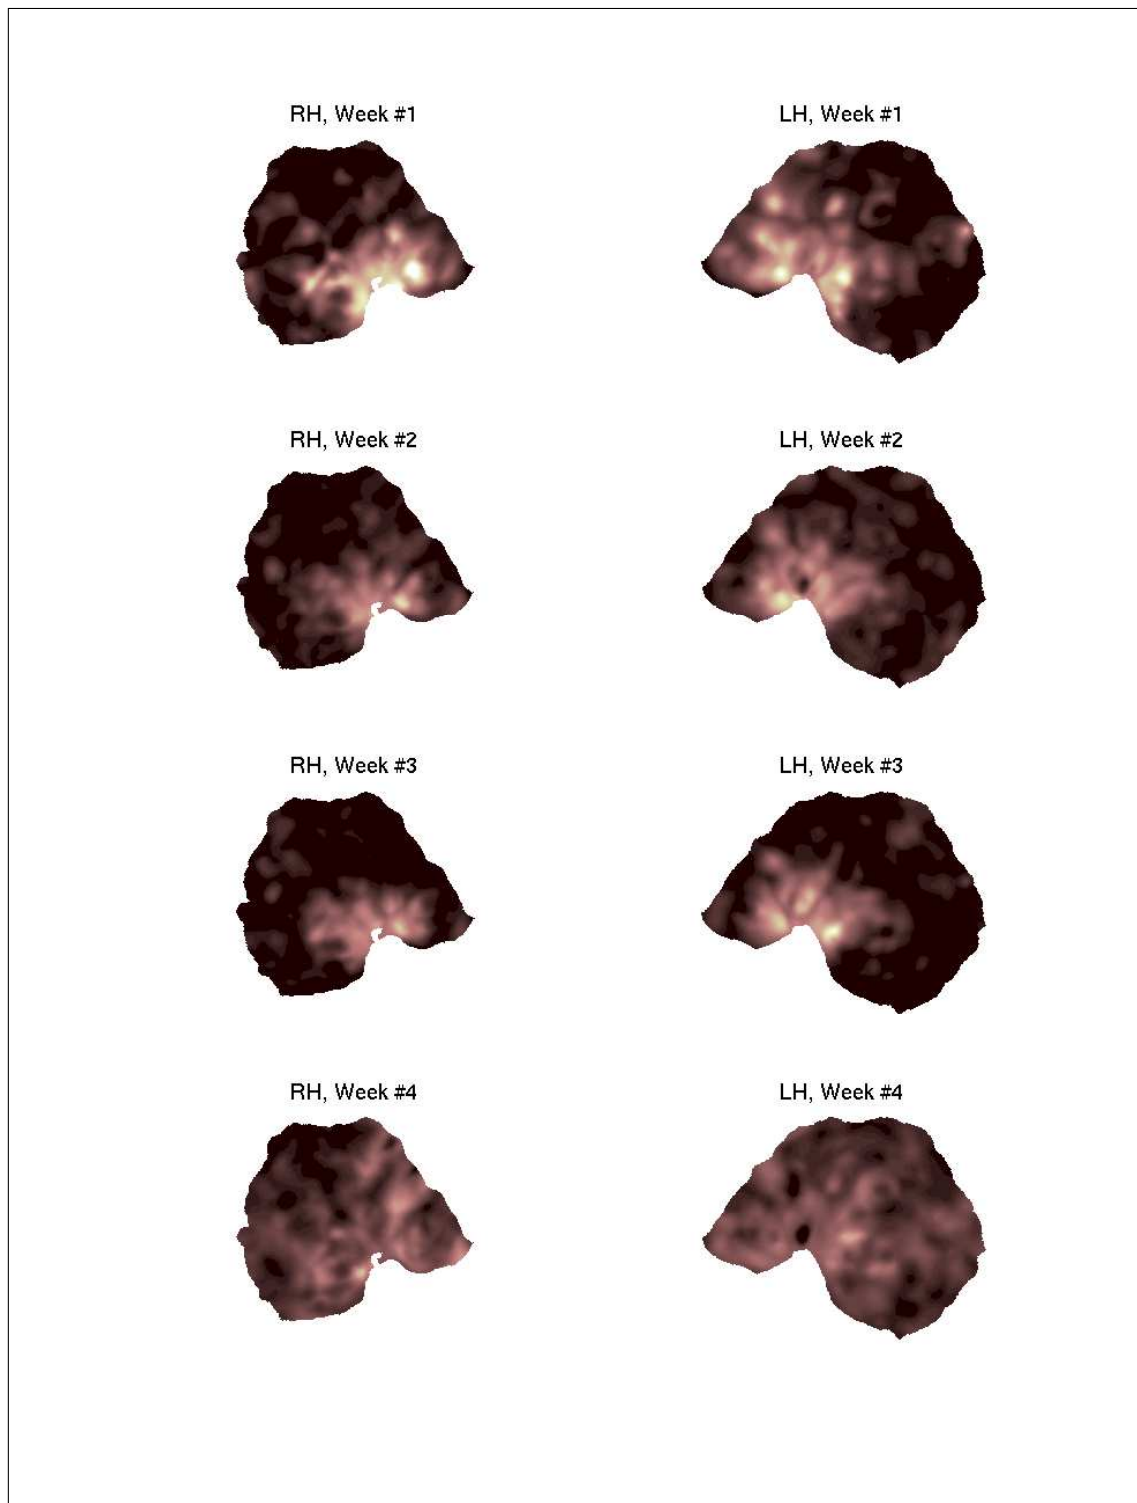 RH, Week #1
LH, Week #1
RH, Week #2
LH, Week #2
RH, Week #3
LH, Week #3
RH, Week #4
LH, Week #4